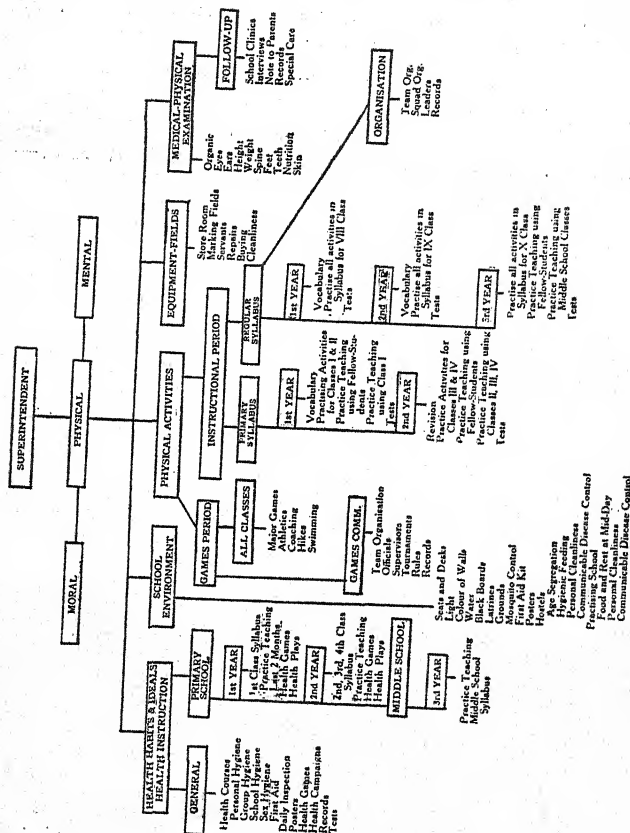 SUPERINTENDENT
MORAL
PHYSICAL
MENTAL
HEALTH HABITS & IDEALS
HEALTH INSTRUCTION
GENERAL
Health Courses
Personal Hygiene
Group Hygiene
School Hygiene
Sex Hygiene
First Aid
Daily Inspection
Posters
Health Games
Health Campaigns
Records
Tests
PRIMARY
SCHOOL
1st YEAR
1st Class Syllabus
Practice Teaching
Last 2 Months.
Health Games
Health Plays
2nd YEAR
2nd, 3rd, 4th Class
Syllabus
Practice Teaching
Health Games
Health Plays
MIDDLE SCHOOL
3rd YEAR
Practice Teaching
Middle School
Syllabus
SCHOOL
ENVIRONMENT
Seats and Desks
Light
Colour of Walls
Water
Black Boards
Latrines
Grounds
Mosquito Control
First Aid Kit
Posters
Hostels
Age Segregation
Hygienic Feeding
Personal Cleanliness
Communicable Disease Control
Practising School
Food and Rest at Mid-Day
Personal Cleanliness
Communicable Disease Control
PHYSICAL ACTIVITIES
GAMES PERIOD
ALL CLASSES
Major Games
Athletics
Coaching
Hikes
Swimming
GAMES COMM.
Team Organisation
Officials
Supervisors
Tournaments
Rules
Records
INSTRUCTIONAL PERIOD
PRIMARY
SYLLABUS
1st YEAR
Vocabulary
Practising Activities
for Classes I & II
Practice Teaching
using Fellow-Stu-
dents
Practice Teaching
using Class I
Tests
2nd YEAR
Revision
Practice Activities for
Classes III & IV
Practice Teaching using
Fellow-Students
Practice Teaching using
Classes II, III, IV
Tests
REGULAR
SYLLABUS
1st YEAR
Vocabulary
Practise all activities in
Syllabus for VIII Class
Tests
2nd YEAR
Vocabulary
Practise all activities in
Syllabus for IX Class
Tests
3rd YEAR
Practise all activities in
Syllabus for X Class
Practice Teaching using
Fellow-Students
Practice Teaching using
Middle School Classes
Tests
ORGANISATION
Team Org.
Squad Org.
Leaders
Records
EQUIPMENT-FIELDS
Store Room
Marking Fields
Servants
Repairs
Buying
Cleanliness
MEDICAL-PHYSICAL
EXAMINATION
Organic
Eyes
Ears
Height
Weight
Spine
Feet
Teeth
Nutrition
Skin
FOLLOW-UP
School Clinics
Interviews
Note to Parents
Records
Special Care